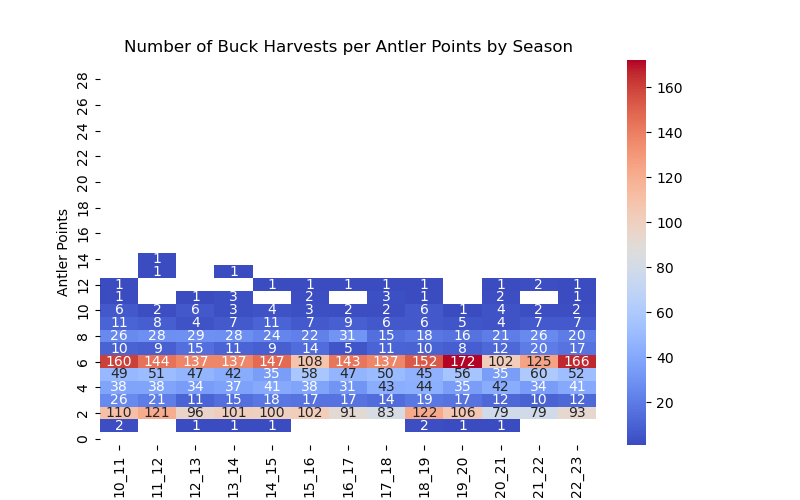 Number of Buck Harvests per Antler Points by Season
Antler Points
28
26
24
22
20
18
16
14 1
1 1
12 1 1 1 1 1 1 1 2 1
1 1 3 2 3 1 2 1
10 6 2 6 3 4 3 2 2 6 1 4 2 2
11 8 4 7 11 7 9 6 6 5 4 7 7
8 26 28 29 28 24 22 31 15 18 16 21 26 20
10 9 15 11 9 14 5 11 10 8 12 20 17
6 160 144 137 137 147 108 143 137 152 172 102 125 166
49 51 47 42 35 58 47 50 45 56 35 60 52
4 38 38 34 37 41 38 31 43 44 35 42 34 41
26 21 11 15 18 17 17 14 19 17 12 10 12
2 110 121 96 101 100 102 91 83 122 106 79 79 93
2 1 1 1 2 1 1
0
10_11 11_12 12_13 13_14 14_15 15_16 16_17 17_18 18_19 19_20 20_21 21_22 22_23
160
140
120
100
80
60
40
20